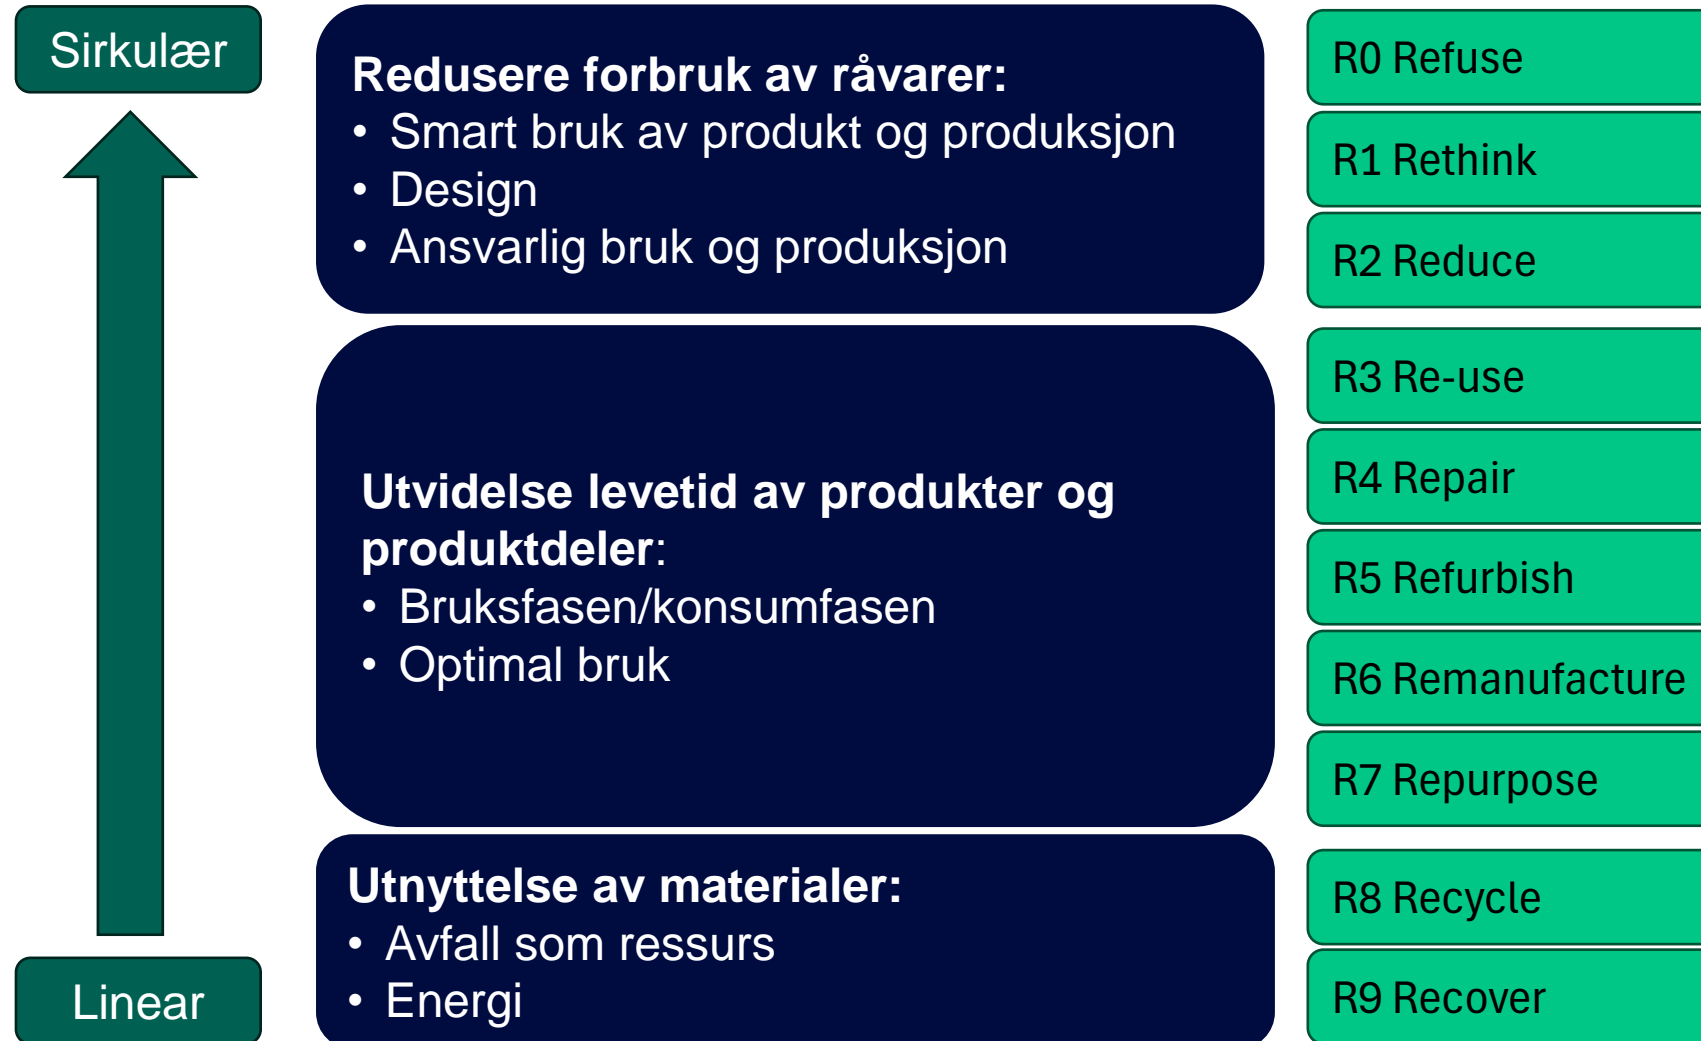 Sirkulær
Linear
Redusere forbruk av råvarer:
• Smart bruk av produkt og produksjon
• Design
• Ansvarlig bruk og produksjon
Utvidelse levetid av produkter og
produktdeler:
• Bruksfasen/konsumfasen
• Optimal bruk
Utnyttelse av materialer:
• Avfall som ressurs
• Energi
R0 Refuse
R1 Rethink
R2 Reduce
R3 Re-use
R4 Repair
R5 Refurbish
R6 Remanufacture
R7 Repurpose
R8 Recycle
R9 Recover